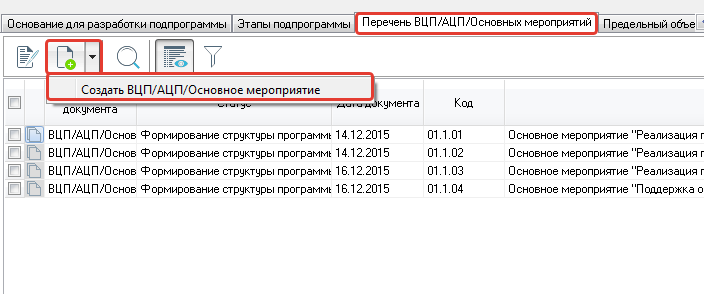 Основание для разработки подпрограммы Этапы подпрограммы Перечень ВЦП/АЦП/Основных мероприятий Предельный объе
Создать ВЦП/АЦП/Основное мероприятие
документа Статус Дата документа Код
ВЦП/АЦП/Основ Формирование структуры программы 14.12.2015 01.1.01 Основное мероприятие "Реализация г
ВЦП/АЦП/Основ Формирование структуры программы 14.12.2015 01.1.02 Основное мероприятие "Реализация г
ВЦП/АЦП/Основ Формирование структуры программы 16.12.2015 01.1.03 Основное мероприятие "Реализация г
ВЦП/АЦП/Основ Формирование структуры программы 16.12.2015 01.1.04 Основное мероприятие "Поддержка о